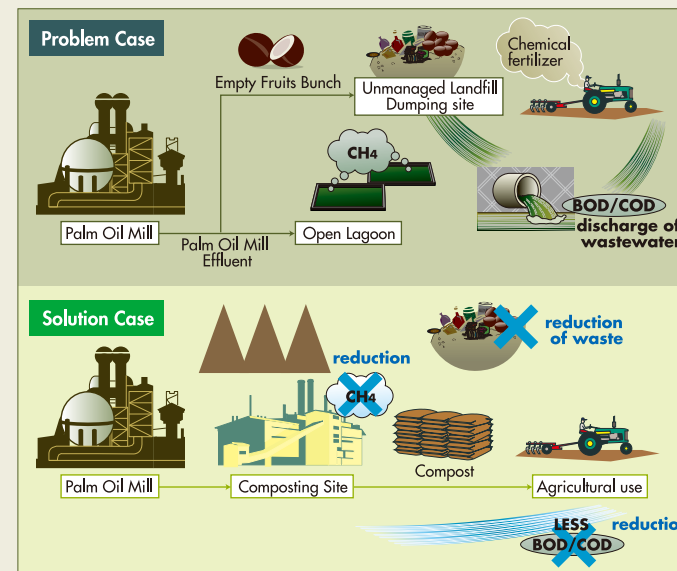 Problem Case
Chemical
fertilizer
Empty Fruits Bunch
Unmanaged Landfill
Dumping site
CH4
BOD/COD
discharge of
wastewater
Palm Oil Mill
Palm Oil Mill
Effluent
Open Lagoon
Solution Case
reduction
of waste
reduction
CH4
Compost
Palm Oil Mill
Composting Site
Agricultural use
LESS
reductio
BOD/COD